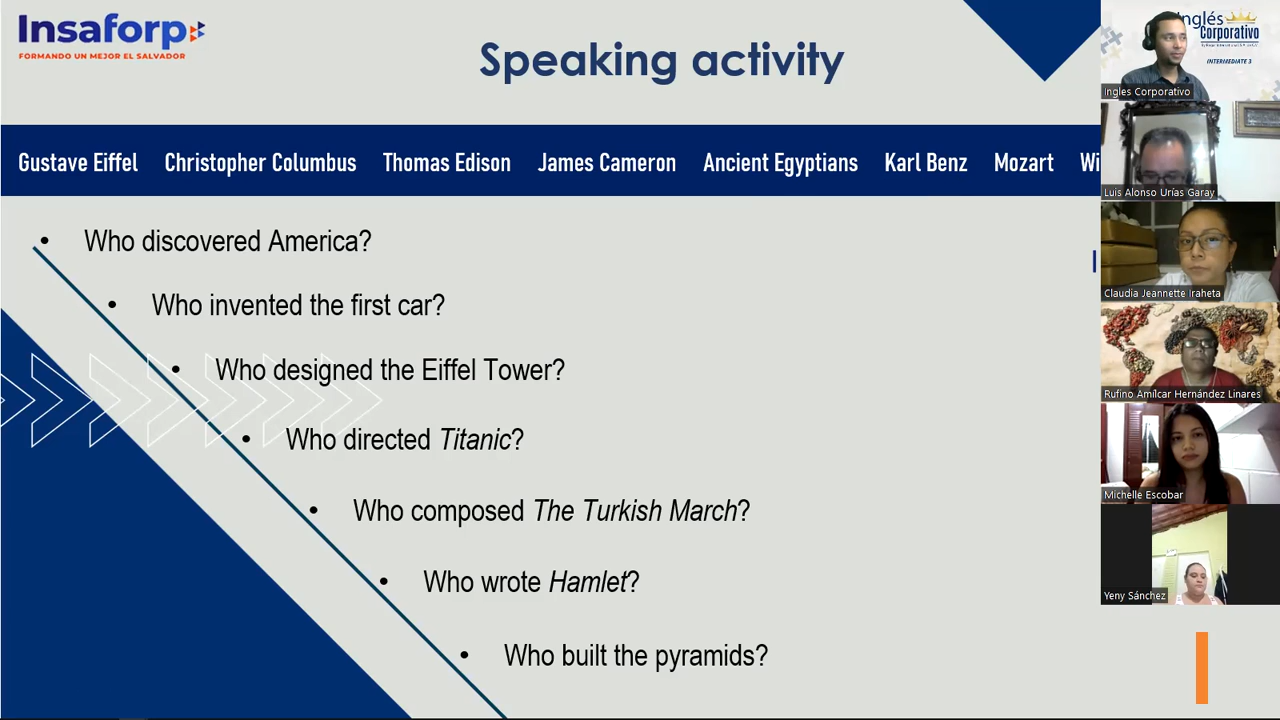 Insaforp
FORMANDO UN MEJOR EL SALVADOR
Speaking activity
Gustave Eiffel Christopher Columbus Thomas Edison James Cameron Ancient Egyptians Karl Benz Mozart Wi
• Who discovered America?
• Who invented the first car?
• Who designed the Eiffel Tower?
• Who directed Titanic?
• Who composed The Turkish March?
• Who wrote Hamlet?
• Who built the pyramids?
Inglés
Corporativo
INTERMEDIATE 3
Ingles Corporativo
Luis Alonso Urías Garay
Claudia Jeannette Iraheta
Rufino Amílcar Hernández Linares
Michelle Escobar
Yeny Sánchez